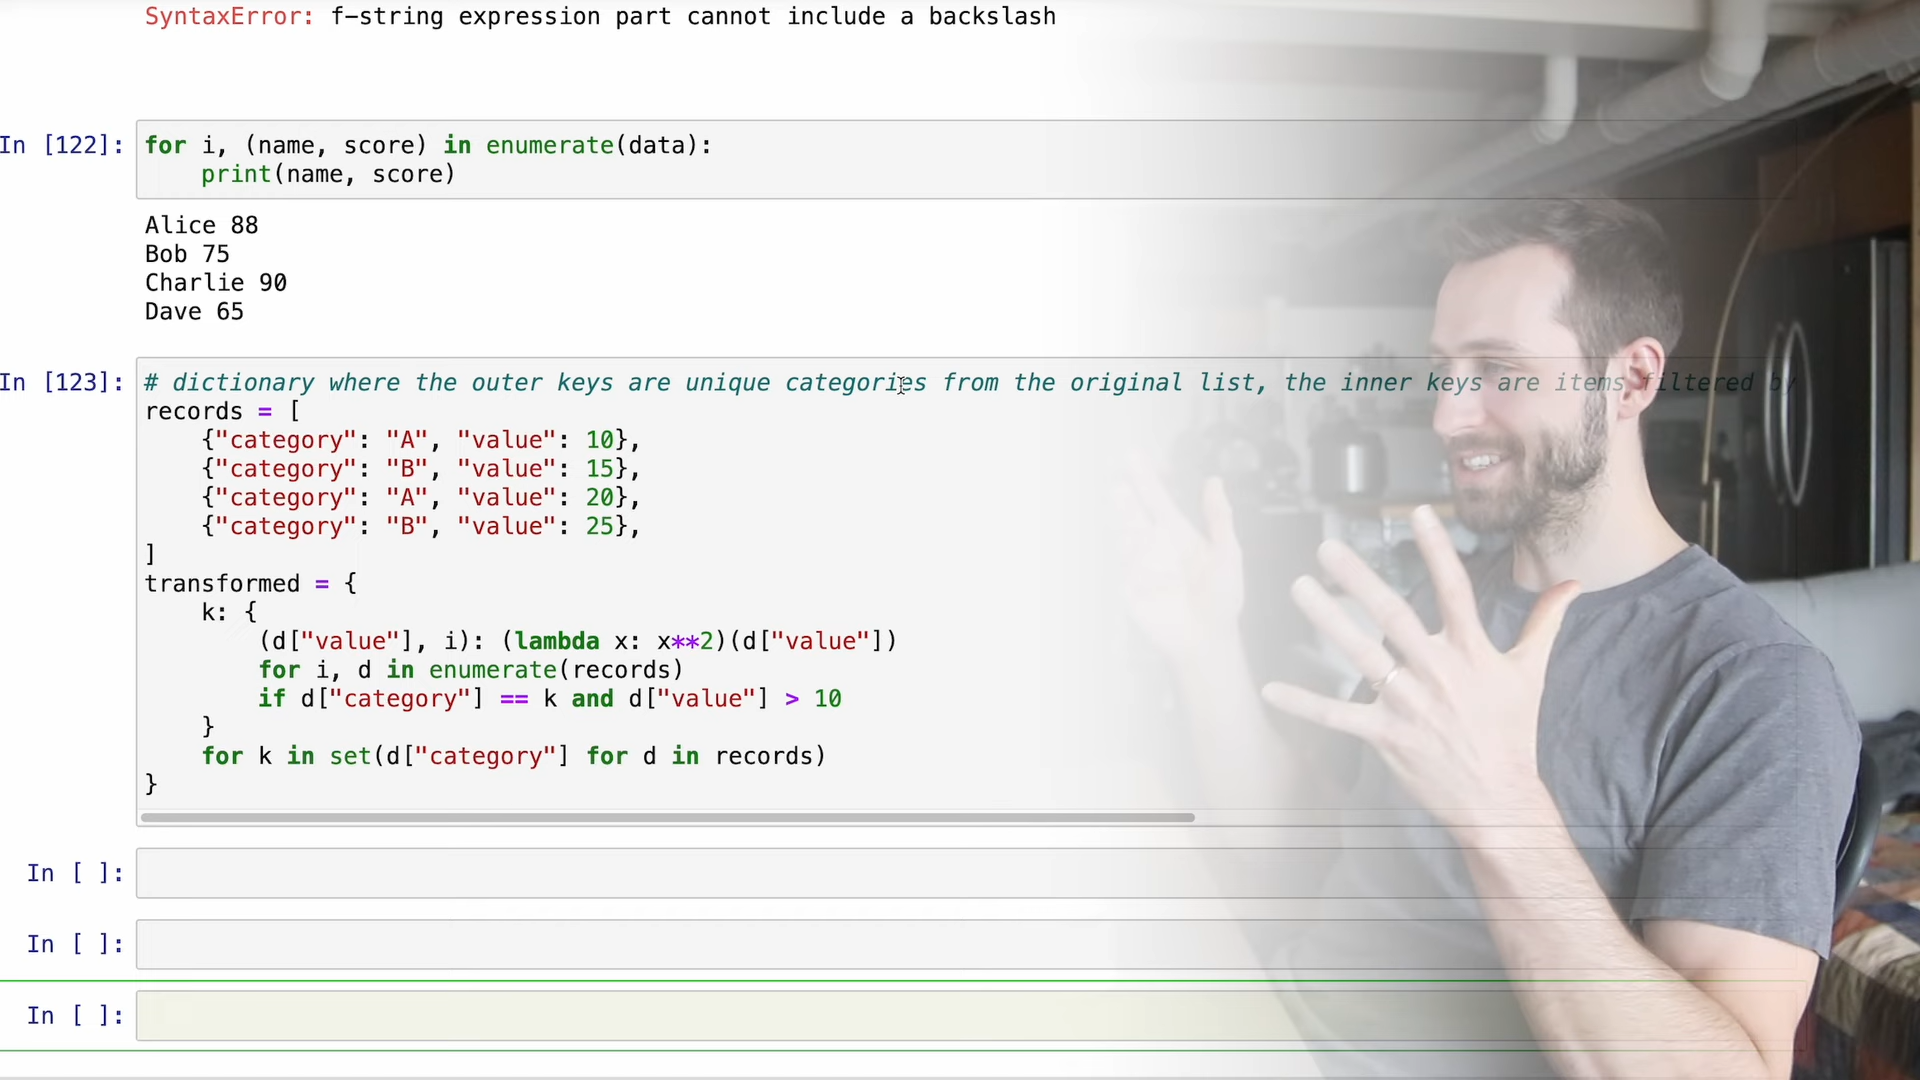 SyntaxError: f-string expression part cannot include a backslash
In [122]: for i, (name, score) in enumerate(data):
    print(name, score)
Alice 88
Bob 75
Charlie 90
Dave 65
In [123]: # dictionary where the outer keys are unique categories from the original list, the inner keys are items filtered by
records = [
    {"category": "A", "value": 10},
    {"category": "B", "value": 15},
    {"category": "A", "value": 20},
    {"category": "B", "value": 25},
]
transformed = {
    k: {
        (d["value"], i): (lambda x: x**2)(d["value"])
        for i, d in enumerate(records)
        if d["category"] == k and d["value"] > 10
    }
    for k in set(d["category"] for d in records)
}
In [ ]:
In [ ]:
In [ ]: